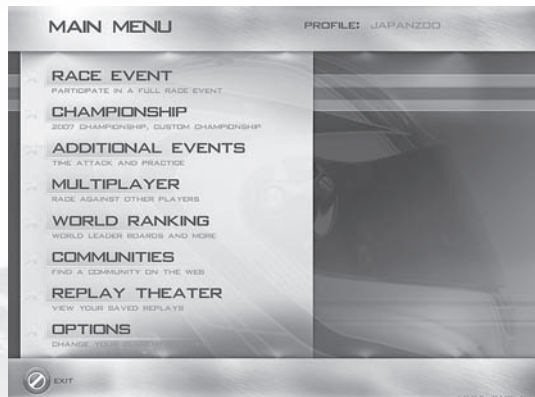 MAIN MENU
PROFILE: JAPANZOO
RACE EVENT
PARTICIPATE IN A FULL RACE EVENT
CHAMPIONSHIP
2007 CHAMPIONSHIP, CUSTOM CHAMPIONSHIP
ADDITIONAL EVENTS
TIME ATTACK AND PRACTICE
MULTIPLAYER
RACE AGAINST OTHER PLAYERS
WORLD RANKING
WORLD LEADER BOARDS AND MORE
COMMUNITIES
FIND A COMMUNITY ON THE WEB
REPLAY THEATER
VIEW YOUR SAVED REPLAYS
OPTIONS
CHANGE YOUR
EXIT